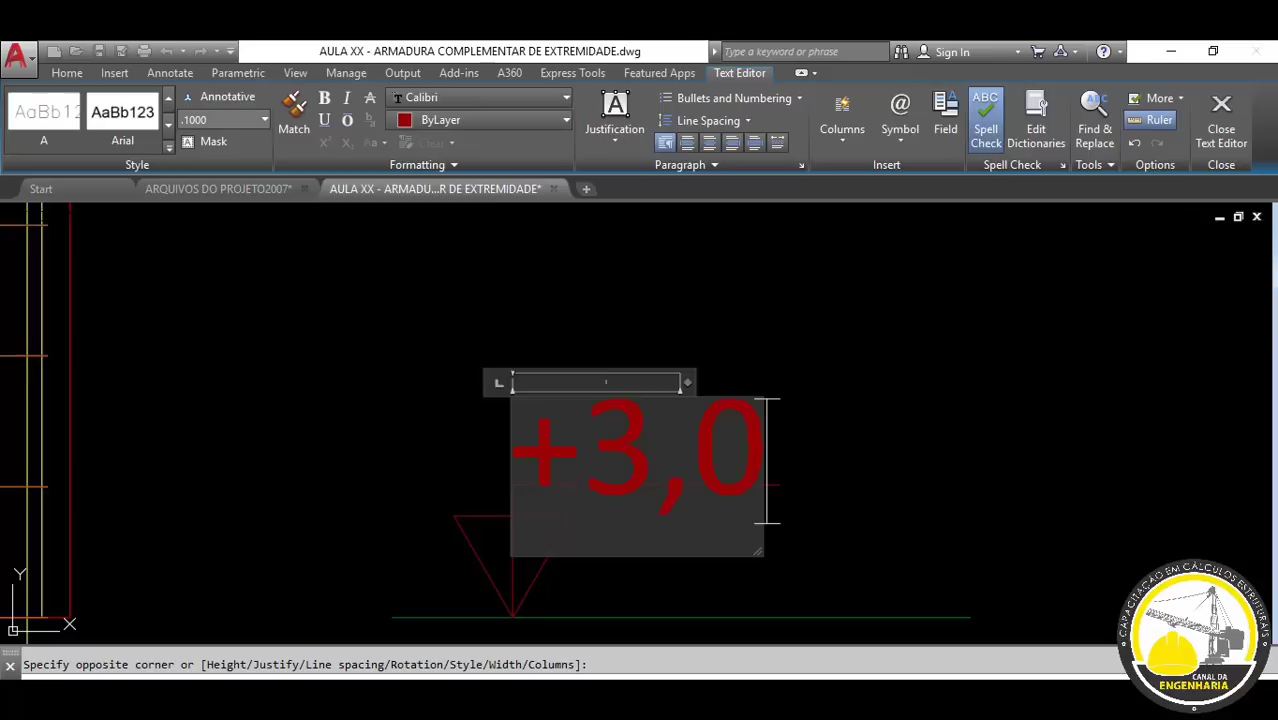 AULA XX - ARMADURA COMPLEMENTAR DE EXTREMIDADE.dwg
Type a keyword or phrase
Sign In
Home Insert Annotate Parametric View Manage Output Add-ins A360 Express Tools Featured Apps Text Editor
AaBb12 AaBb123 Annotative Match B I A Calibri Bullets and Numbering ABC More
.1000 U O ByLayer Justification Line Spacing Columns Symbol Field Spell Check Edit Dictionaries Find & Replace Ruler Close Text Editor
A Arial Mask Aa Clear
Style Formatting Paragraph Insert Spell Check Tools Options Close
Start ARQUIVOS DO PROJETO2007* AULA XX - ARMADU...R DE EXTREMIDADE*
+3,0
Y
X
Specify opposite corner or [Height/Justify/Line spacing/Rotation/Style/Width/Columns]:
CAPACITAÇÃO EM CÁLCULOS ESTRUTURAIS
CANAL DA
ENGENHARIA